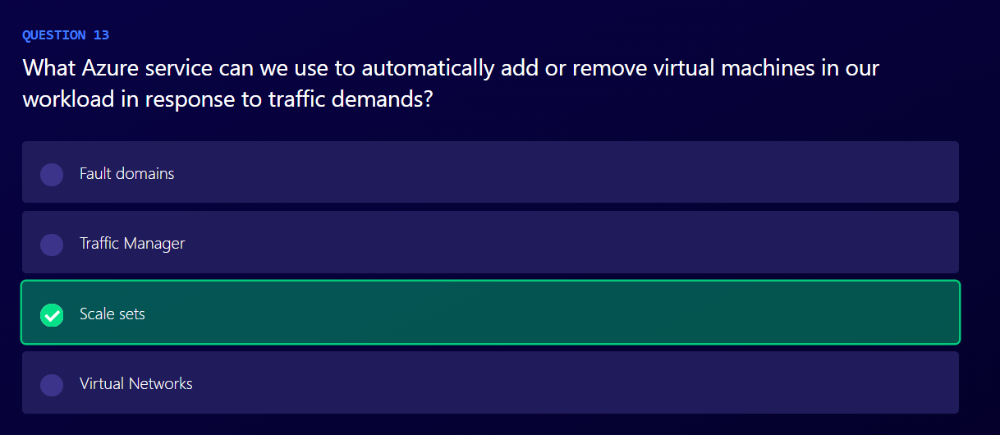 QUESTION 13
What Azure service can we use to automatically add or remove virtual machines in our
workload in response to traffic demands?
Fault domains
Traffic Manager
Scale sets
Virtual Networks